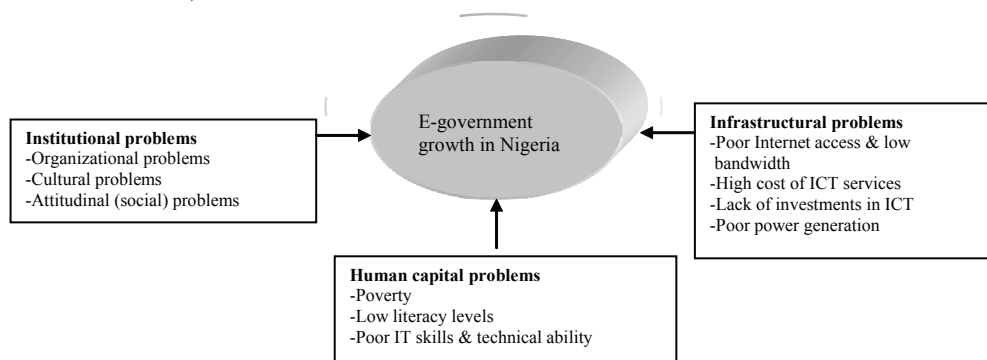 E-government
growth in Nigeria
Institutional problems
-Organizational problems
-Cultural problems
-Attitudinal (social) problems
Infrastructural problems
-Poor Internet access & low
bandwidth
-High cost of ICT services
-Lack of investments in ICT
-Poor power generation
Human capital problems
-Poverty
-Low literacy levels
-Poor IT skills & technical ability